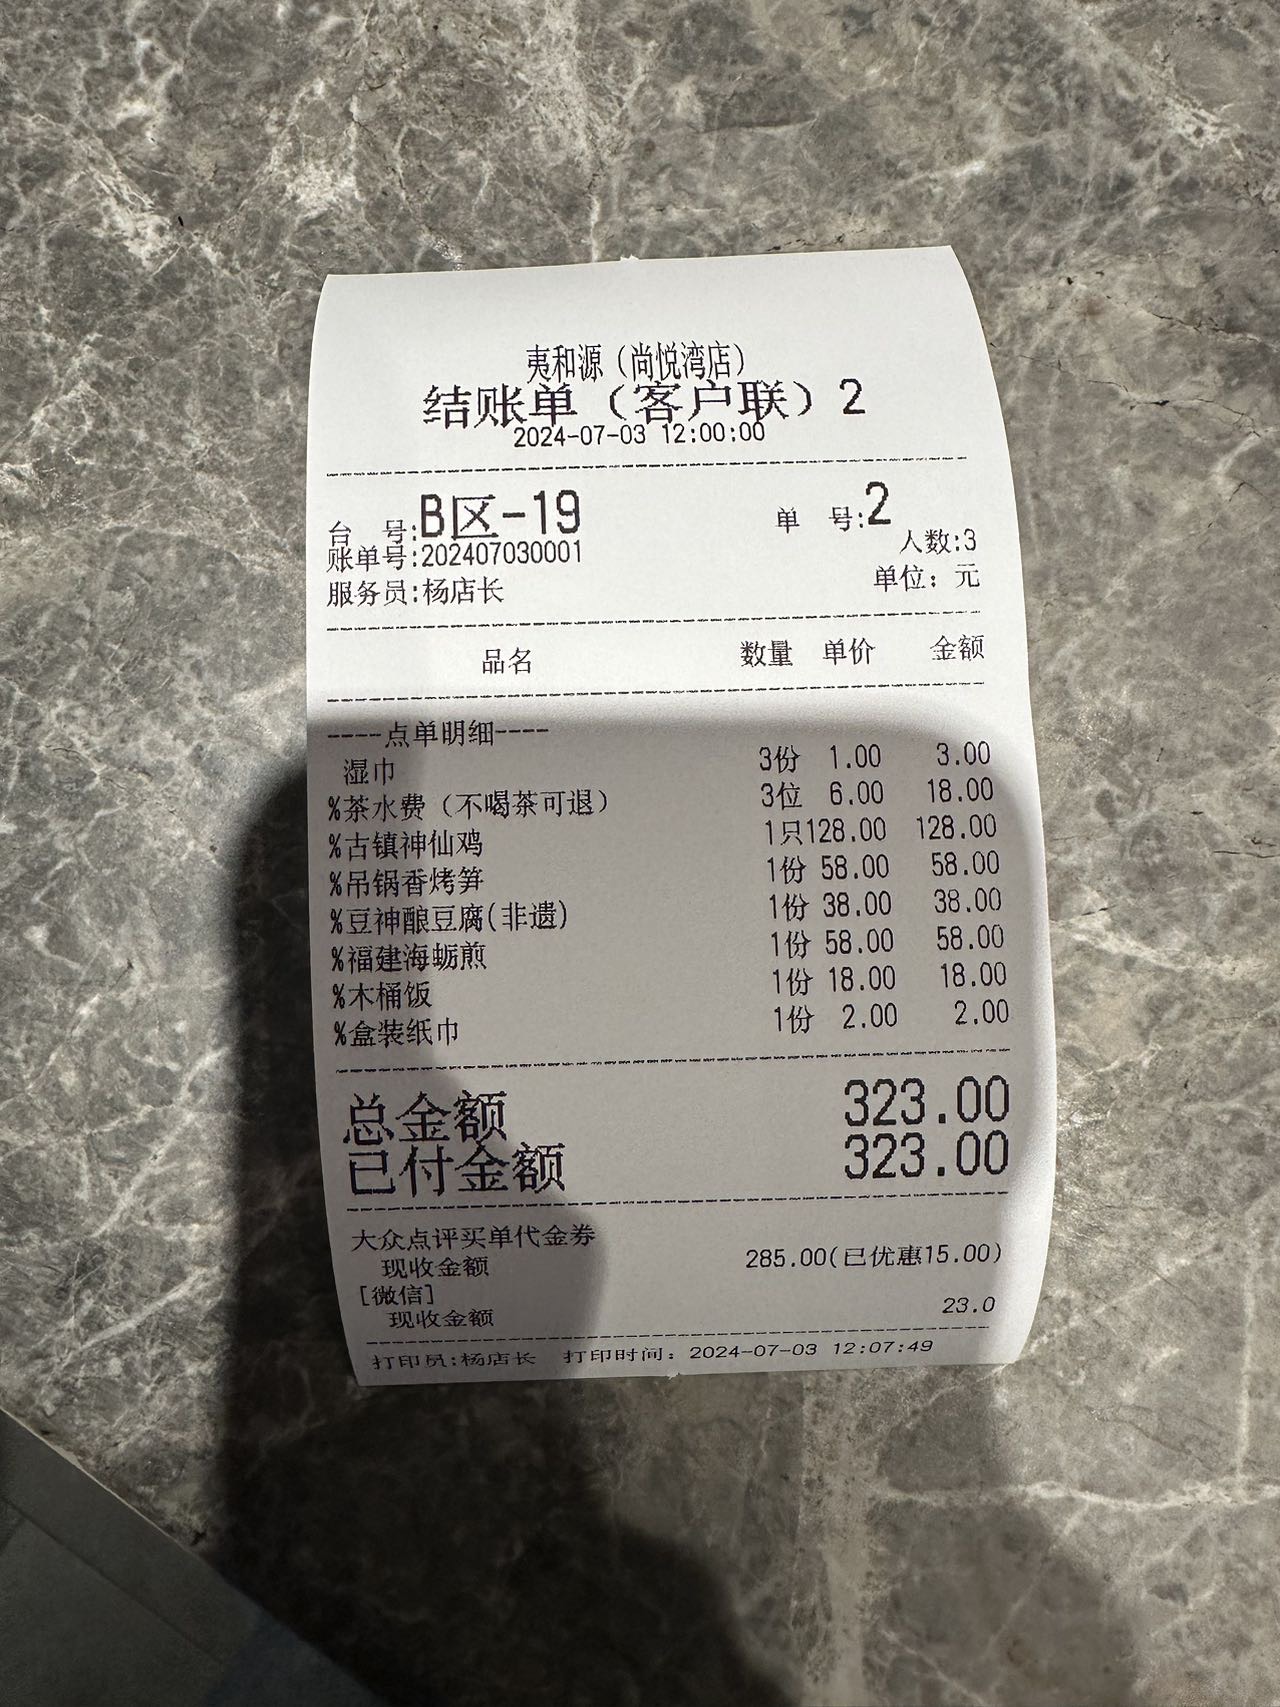 夷和源（尚悦湾店）
结账单（客户联）2
2024-07-03 12:00:00
台 号:B区-19 单 号:2
账单号:202407030001 人数:3
服务员:杨店长 单位：元
品名 数量 单价 金额
----点单明细----
湿巾 3份 1.00 3.00
%茶水费（不喝茶可退） 3位 6.00 18.00
%古镇神仙鸡 1只128.00 128.00
%吊锅香烤笋 1份 58.00 58.00
%豆神酿豆腐(非遗) 1份 38.00 38.00
%福建海蛎煎 1份 58.00 58.00
%木桶饭 1份 18.00 18.00
%盒装纸巾 1份 2.00 2.00
总金额 323.00
已付金额 323.00
大众点评买单代金券
现收金额 285.00(已优惠15.00)
[微信]
现收金额 23.0
打印员:杨店长 打印时间：2024-07-03 12:07:49